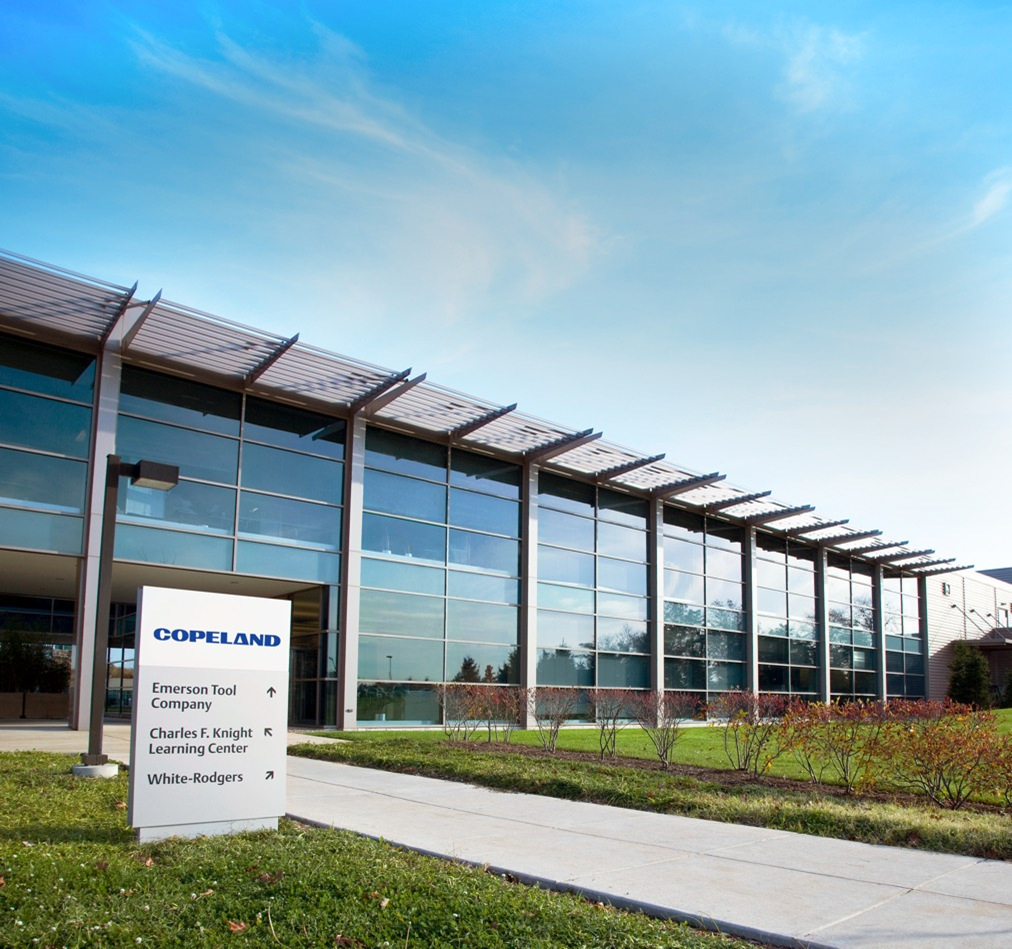 COPELAND
Emerson Tool
Company
Charles F. Knight
Learning Center
White-Rodgers